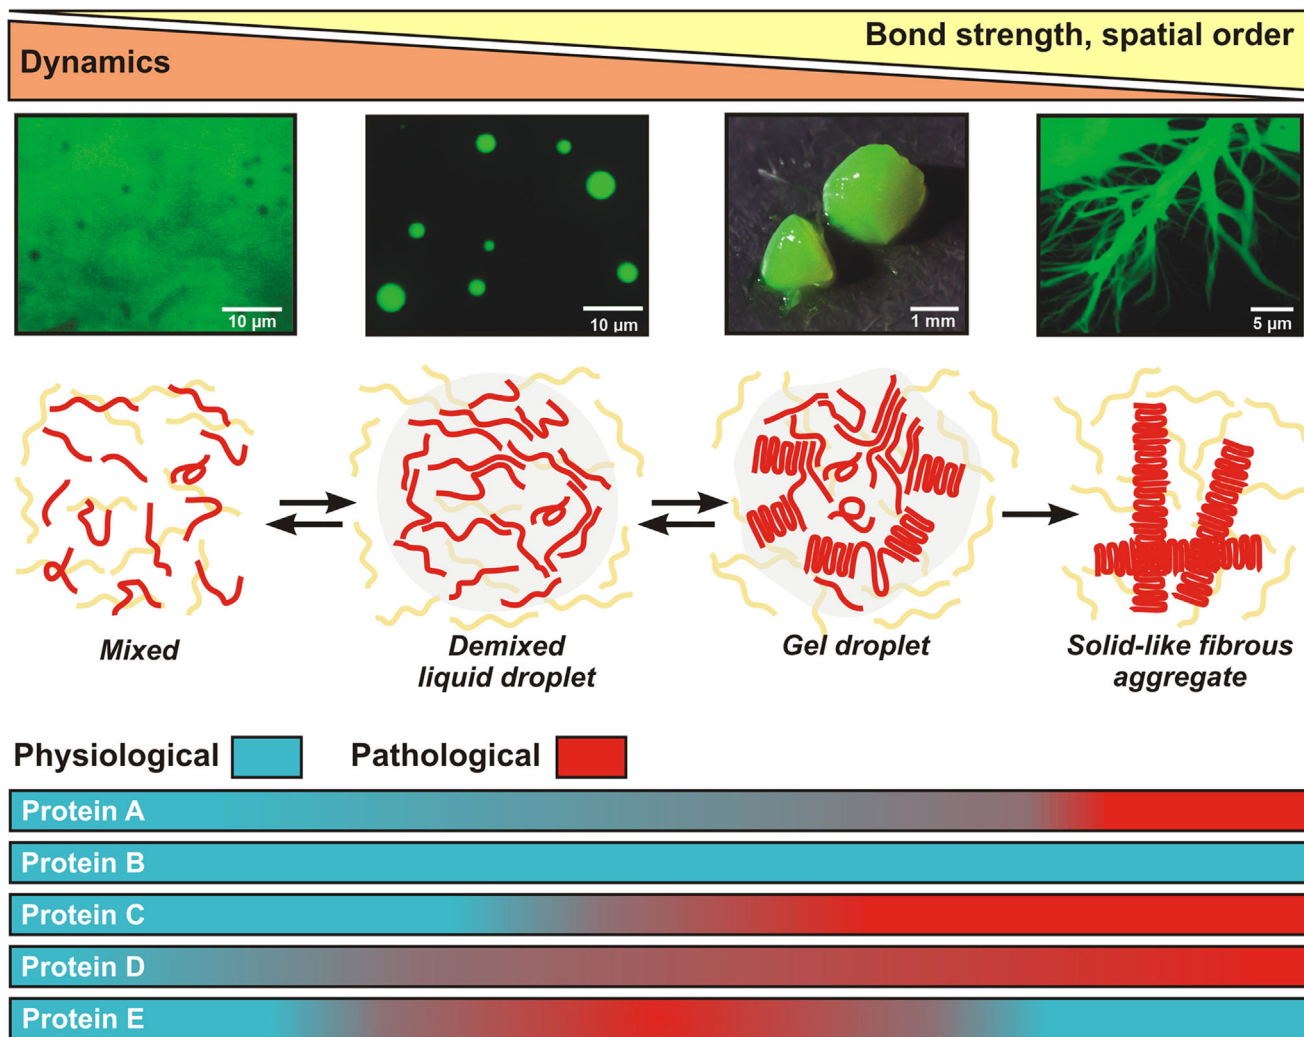 Bond strength, spatial order
Dynamics
10 µm
10 µm
1 mm
5 µm
Mixed
Demixed
liquid droplet
Gel droplet
Solid-like fibrous
aggregate
Physiological
Pathological
Protein A
Protein B
Protein C
Protein D
Protein E